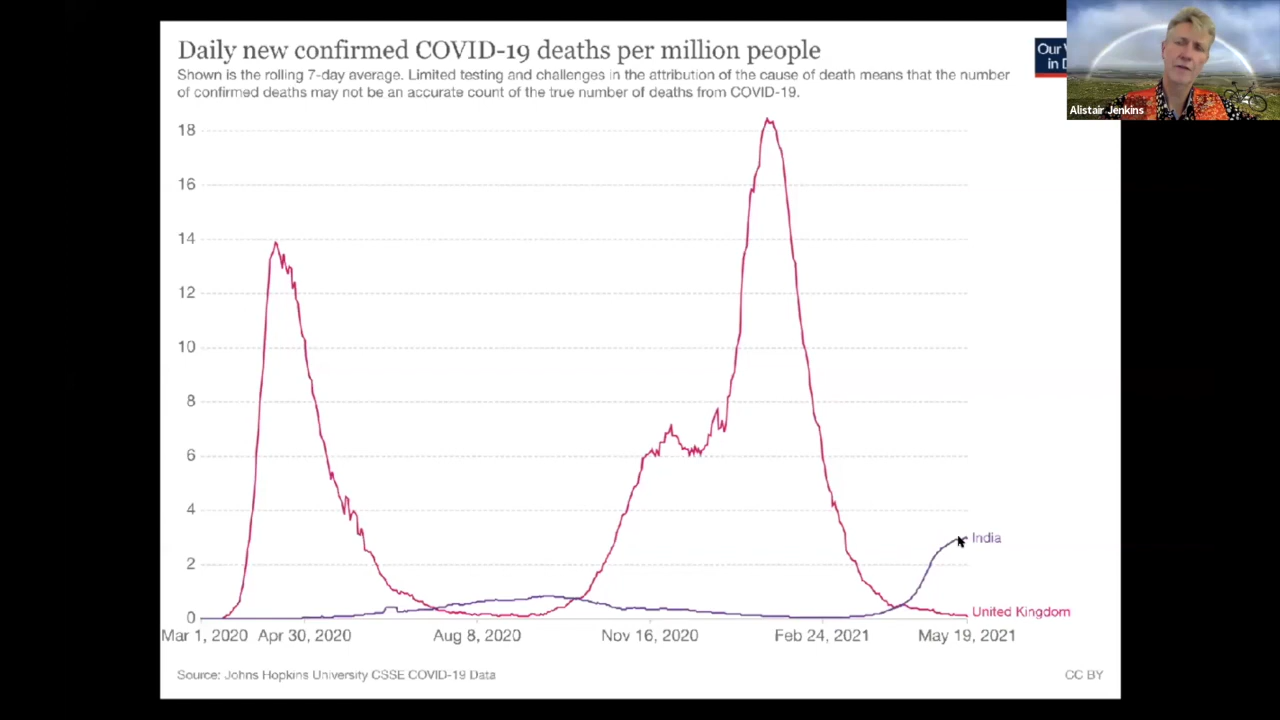 Daily new confirmed COVID-19 deaths per million people
Shown is the rolling 7-day average. Limited testing and challenges in the attribution of the cause of death means that the number
of confirmed deaths may not be an accurate count of the true number of deaths from COVID-19.
Our
in
Alistair Jenkins
18
16
14
12
10
8
6
4
2
0
India
United Kingdom
Mar 1, 2020 Apr 30, 2020 Aug 8, 2020 Nov 16, 2020 Feb 24, 2021 May 19, 2021
Source: Johns Hopkins University CSSE COVID-19 Data CC BY